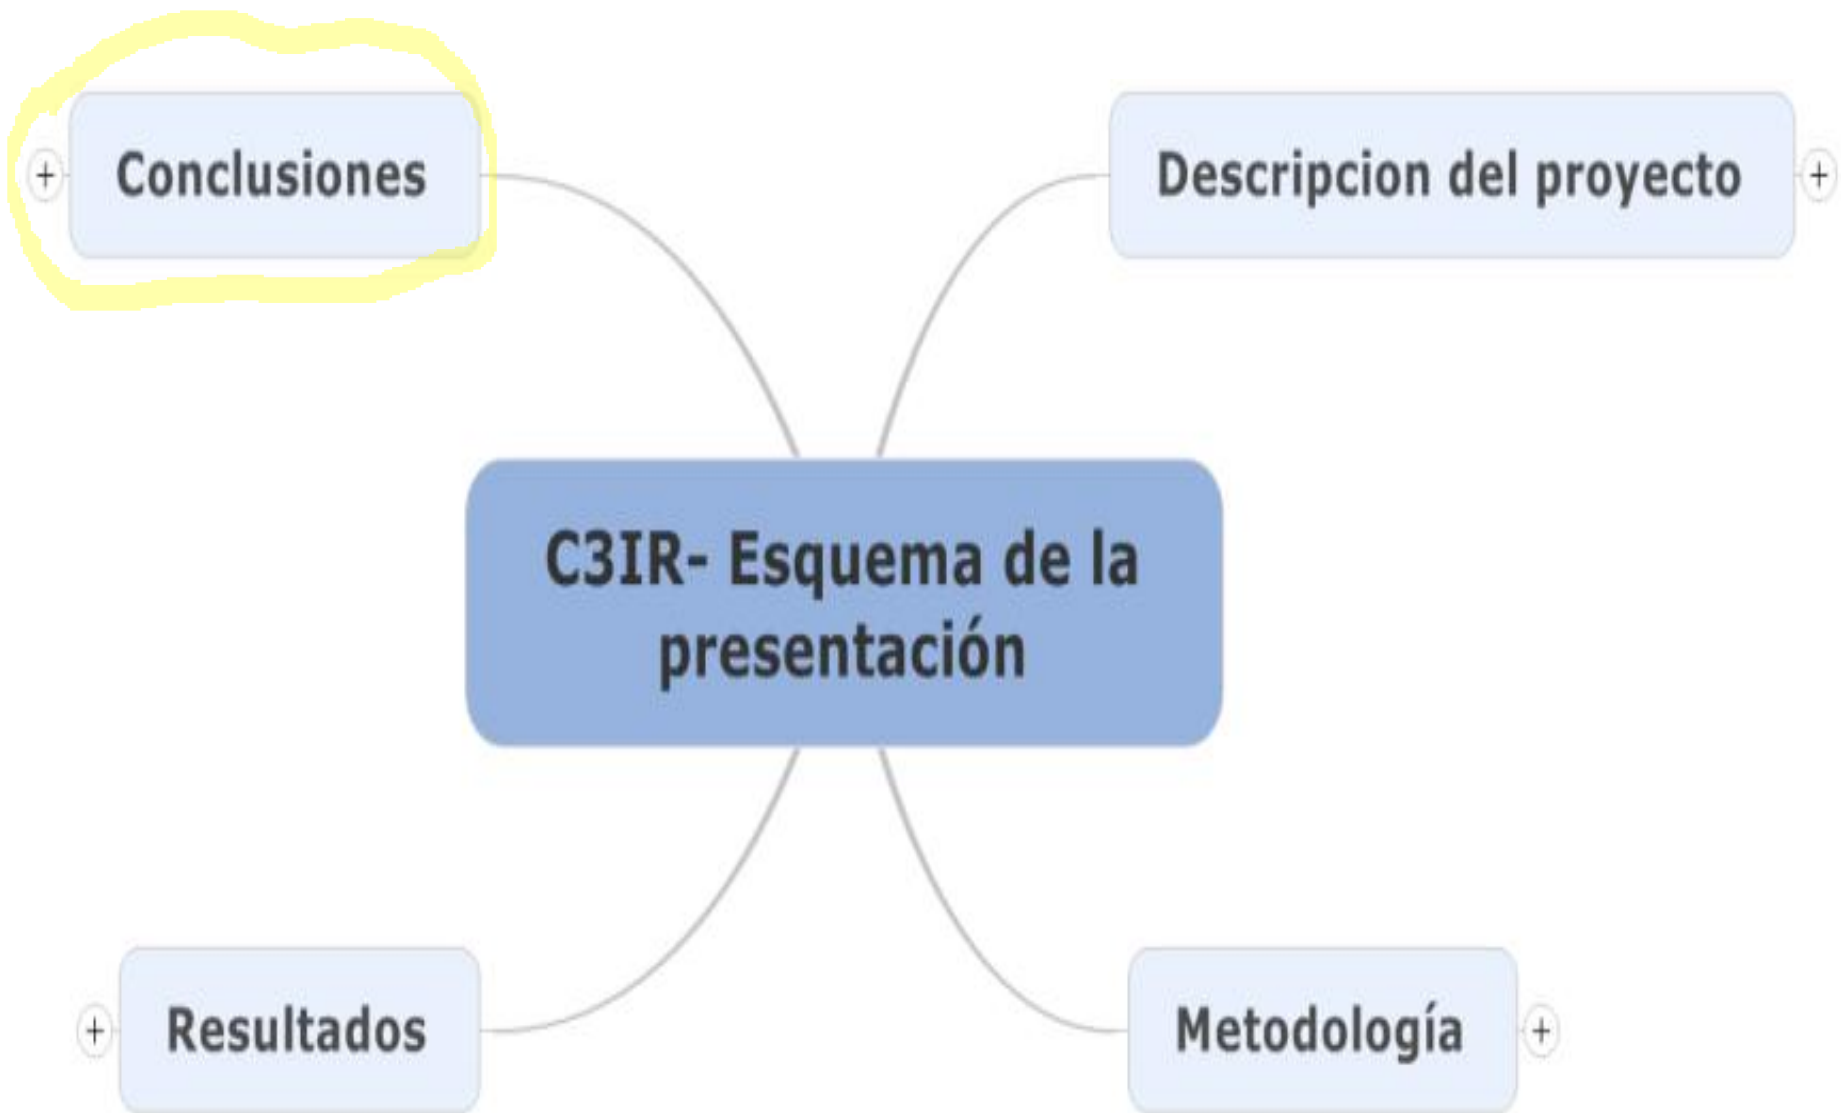 Conclusiones
Descripcion del proyecto
C3IR- Esquema de la
presentación
Resultados
Metodología